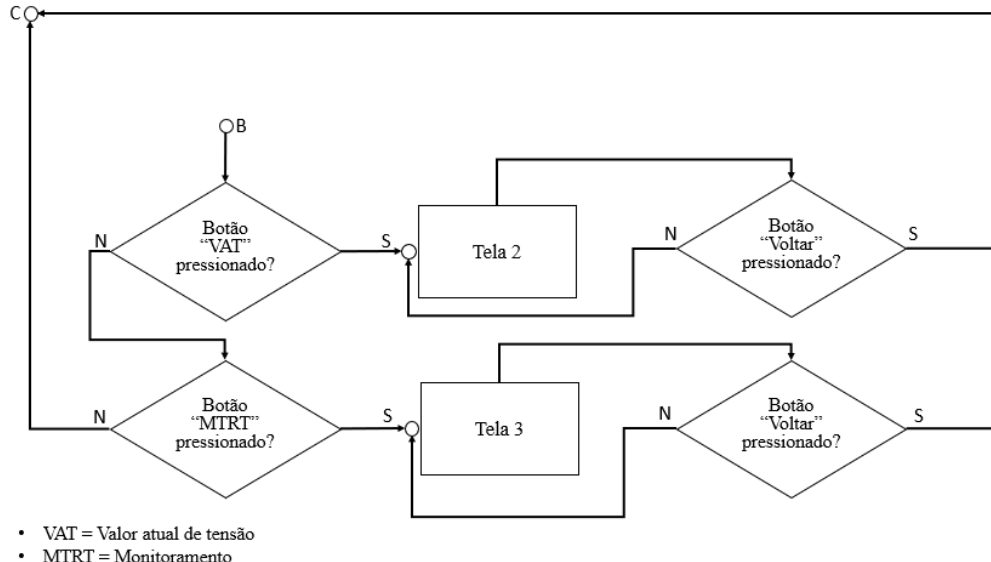 C
B
Botão
“VAT”
pressionado?
N
S
Tela 2
Botão
“Voltar”
pressionado?
N
S
Botão
“MTRT”
pressionado?
N
S
Tela 3
Botão
“Voltar”
pressionado?
N
S
• VAT = Valor atual de tensão
• MTRT = Monitoramento